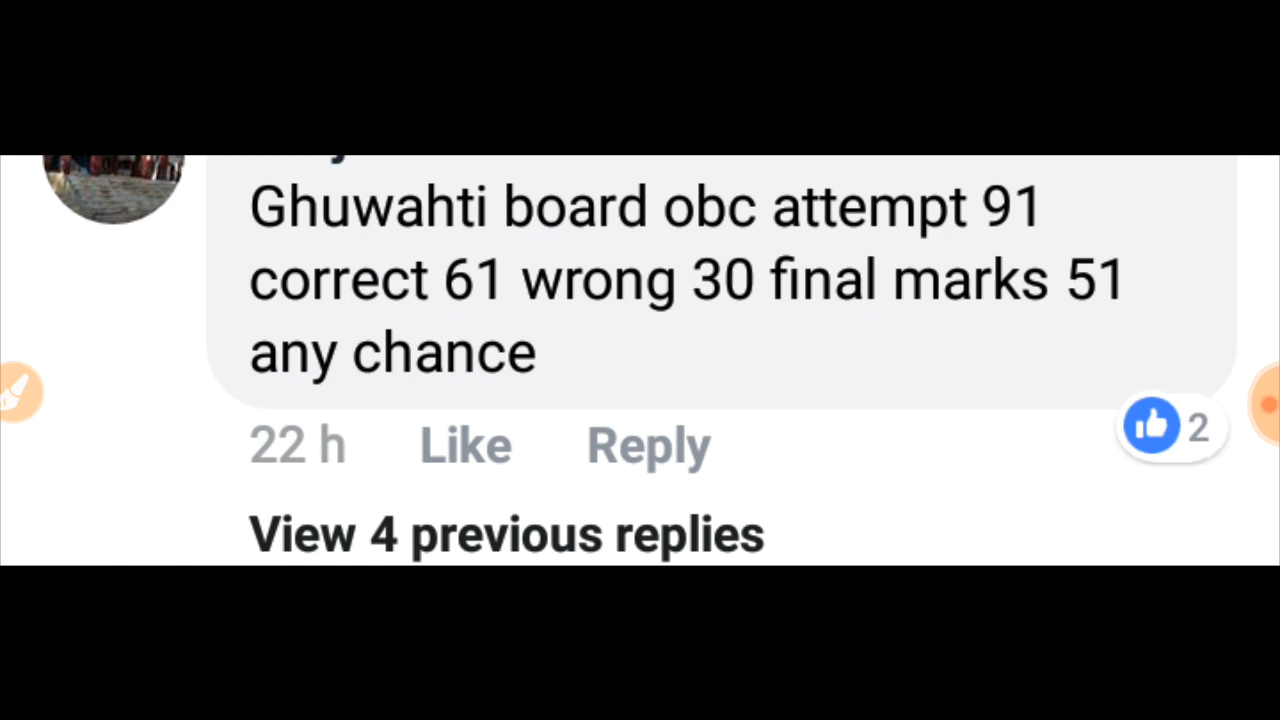 Ghuwahti board obc attempt 91
correct 61 wrong 30 final marks 51
any chance
22 h Like Reply
2
View 4 previous replies